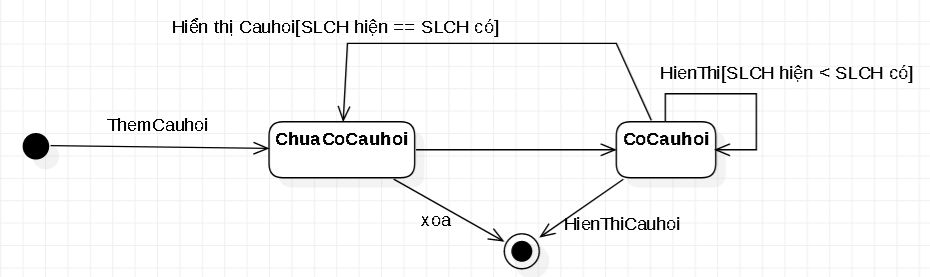 Hiển thị Cauhoi[SLCH hiện == SLCH có]
HienThi[SLCH hiện < SLCH có]
ThemCauhoi
ChuaCoCauhoi
CoCauhoi
xoa
HienThiCauhoi